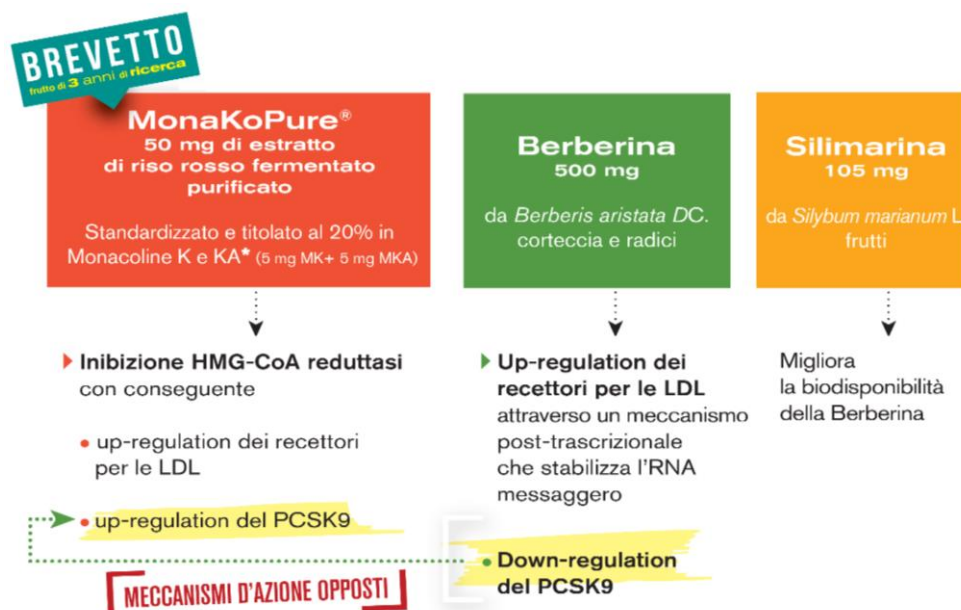 BREVETTO
frutto di 3 anni di ricerca
MonaKoPure®
50 mg di estratto
di riso rosso fermentato
purificato
Standardizzato e titolato al 20% in
Monacoline K e KA* (5 mg MK+ 5 mg MKA)
Inibizione HMG-CoA reduttasi
con conseguente
• up-regulation dei recettori
per le LDL
• up-regulation del PCSK9
MECCANISMI D'AZIONE OPPOSTI
Berberina
500 mg
da Berberis aristata DC.
corteccia e radici
Up-regulation dei
recettori per le LDL
attraverso un meccanismo
post-trascrizionale
che stabilizza l'RNA
messaggero
• Down-regulation
del PCSK9
Silimarina
105 mg
da Silybum marianum L
frutti
Migliora
la biodisponibilità
della Berberina